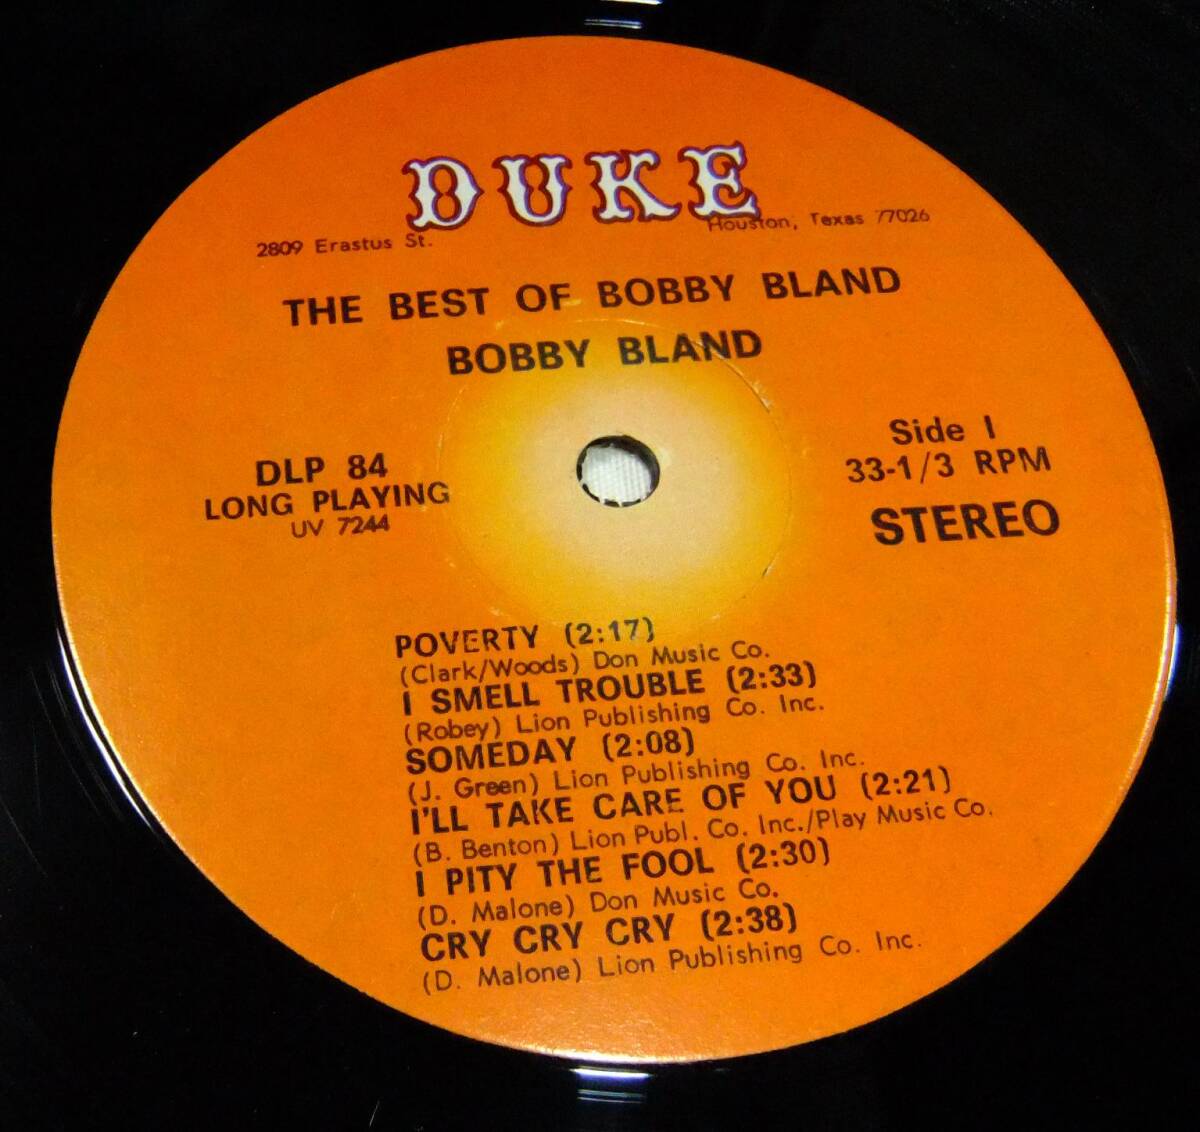 DUKE
2809 Erastus St. Houston, Texas 77026
THE BEST OF BOBBY BLAND
BOBBY BLAND
DLP 84
LONG PLAYING
UV 7244
Side I
33-1/3 RPM
STEREO
POVERTY (2:17)
(Clark/Woods) Don Music Co.
I SMELL TROUBLE (2:33)
(Robey) Lion Publishing Co. Inc.
SOMEDAY (2:08)
(J. Green) Lion Publishing Co. Inc.
I'LL TAKE CARE OF YOU (2:21)
(B. Benton) Lion Publ. Co. Inc./Play Music Co.
I PITY THE FOOL (2:30)
(D. Malone) Don Music Co.
CRY CRY CRY (2:38)
(D. Malone) Lion Publishing Co. Inc.